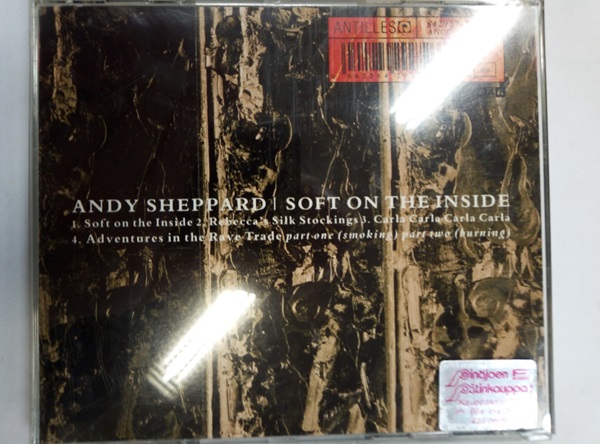 ANTILLES
ANDY SHEPPARD | SOFT ON THE INSIDE
1. Soft on the Inside 2. Rebecca's Silk Stockings 3. Carla Carla Carla Carla
4. Adventures in the Rave Trade part one (smoking) part two (burning)